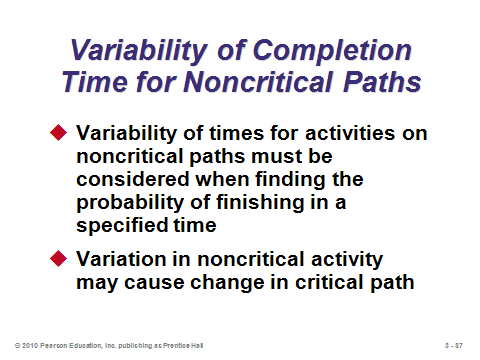 Variability of Completion
Time for Noncritical Paths
Variability of times for activities on
noncritical paths must be
considered when finding the
probability of finishing in a
specified time
Variation in noncritical activity
may cause change in critical path
© 2010 Pearson Education, Inc. publishing as Prentice Hall
3 - 87